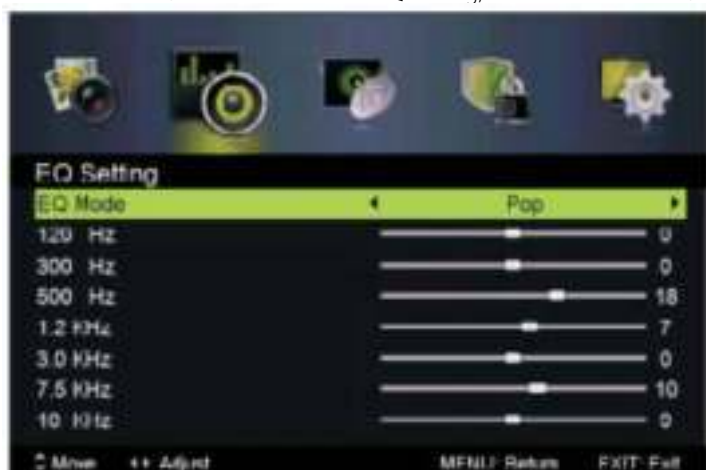 EQ Setting
EQ Mode Pop
120 Hz 0
300 Hz 0
500 Hz 18
1.2 KHz 7
3.0 KHz 0
7.5 KHz 10
10 KHz 0
Move Adjust MENU: Return EXIT: Exit